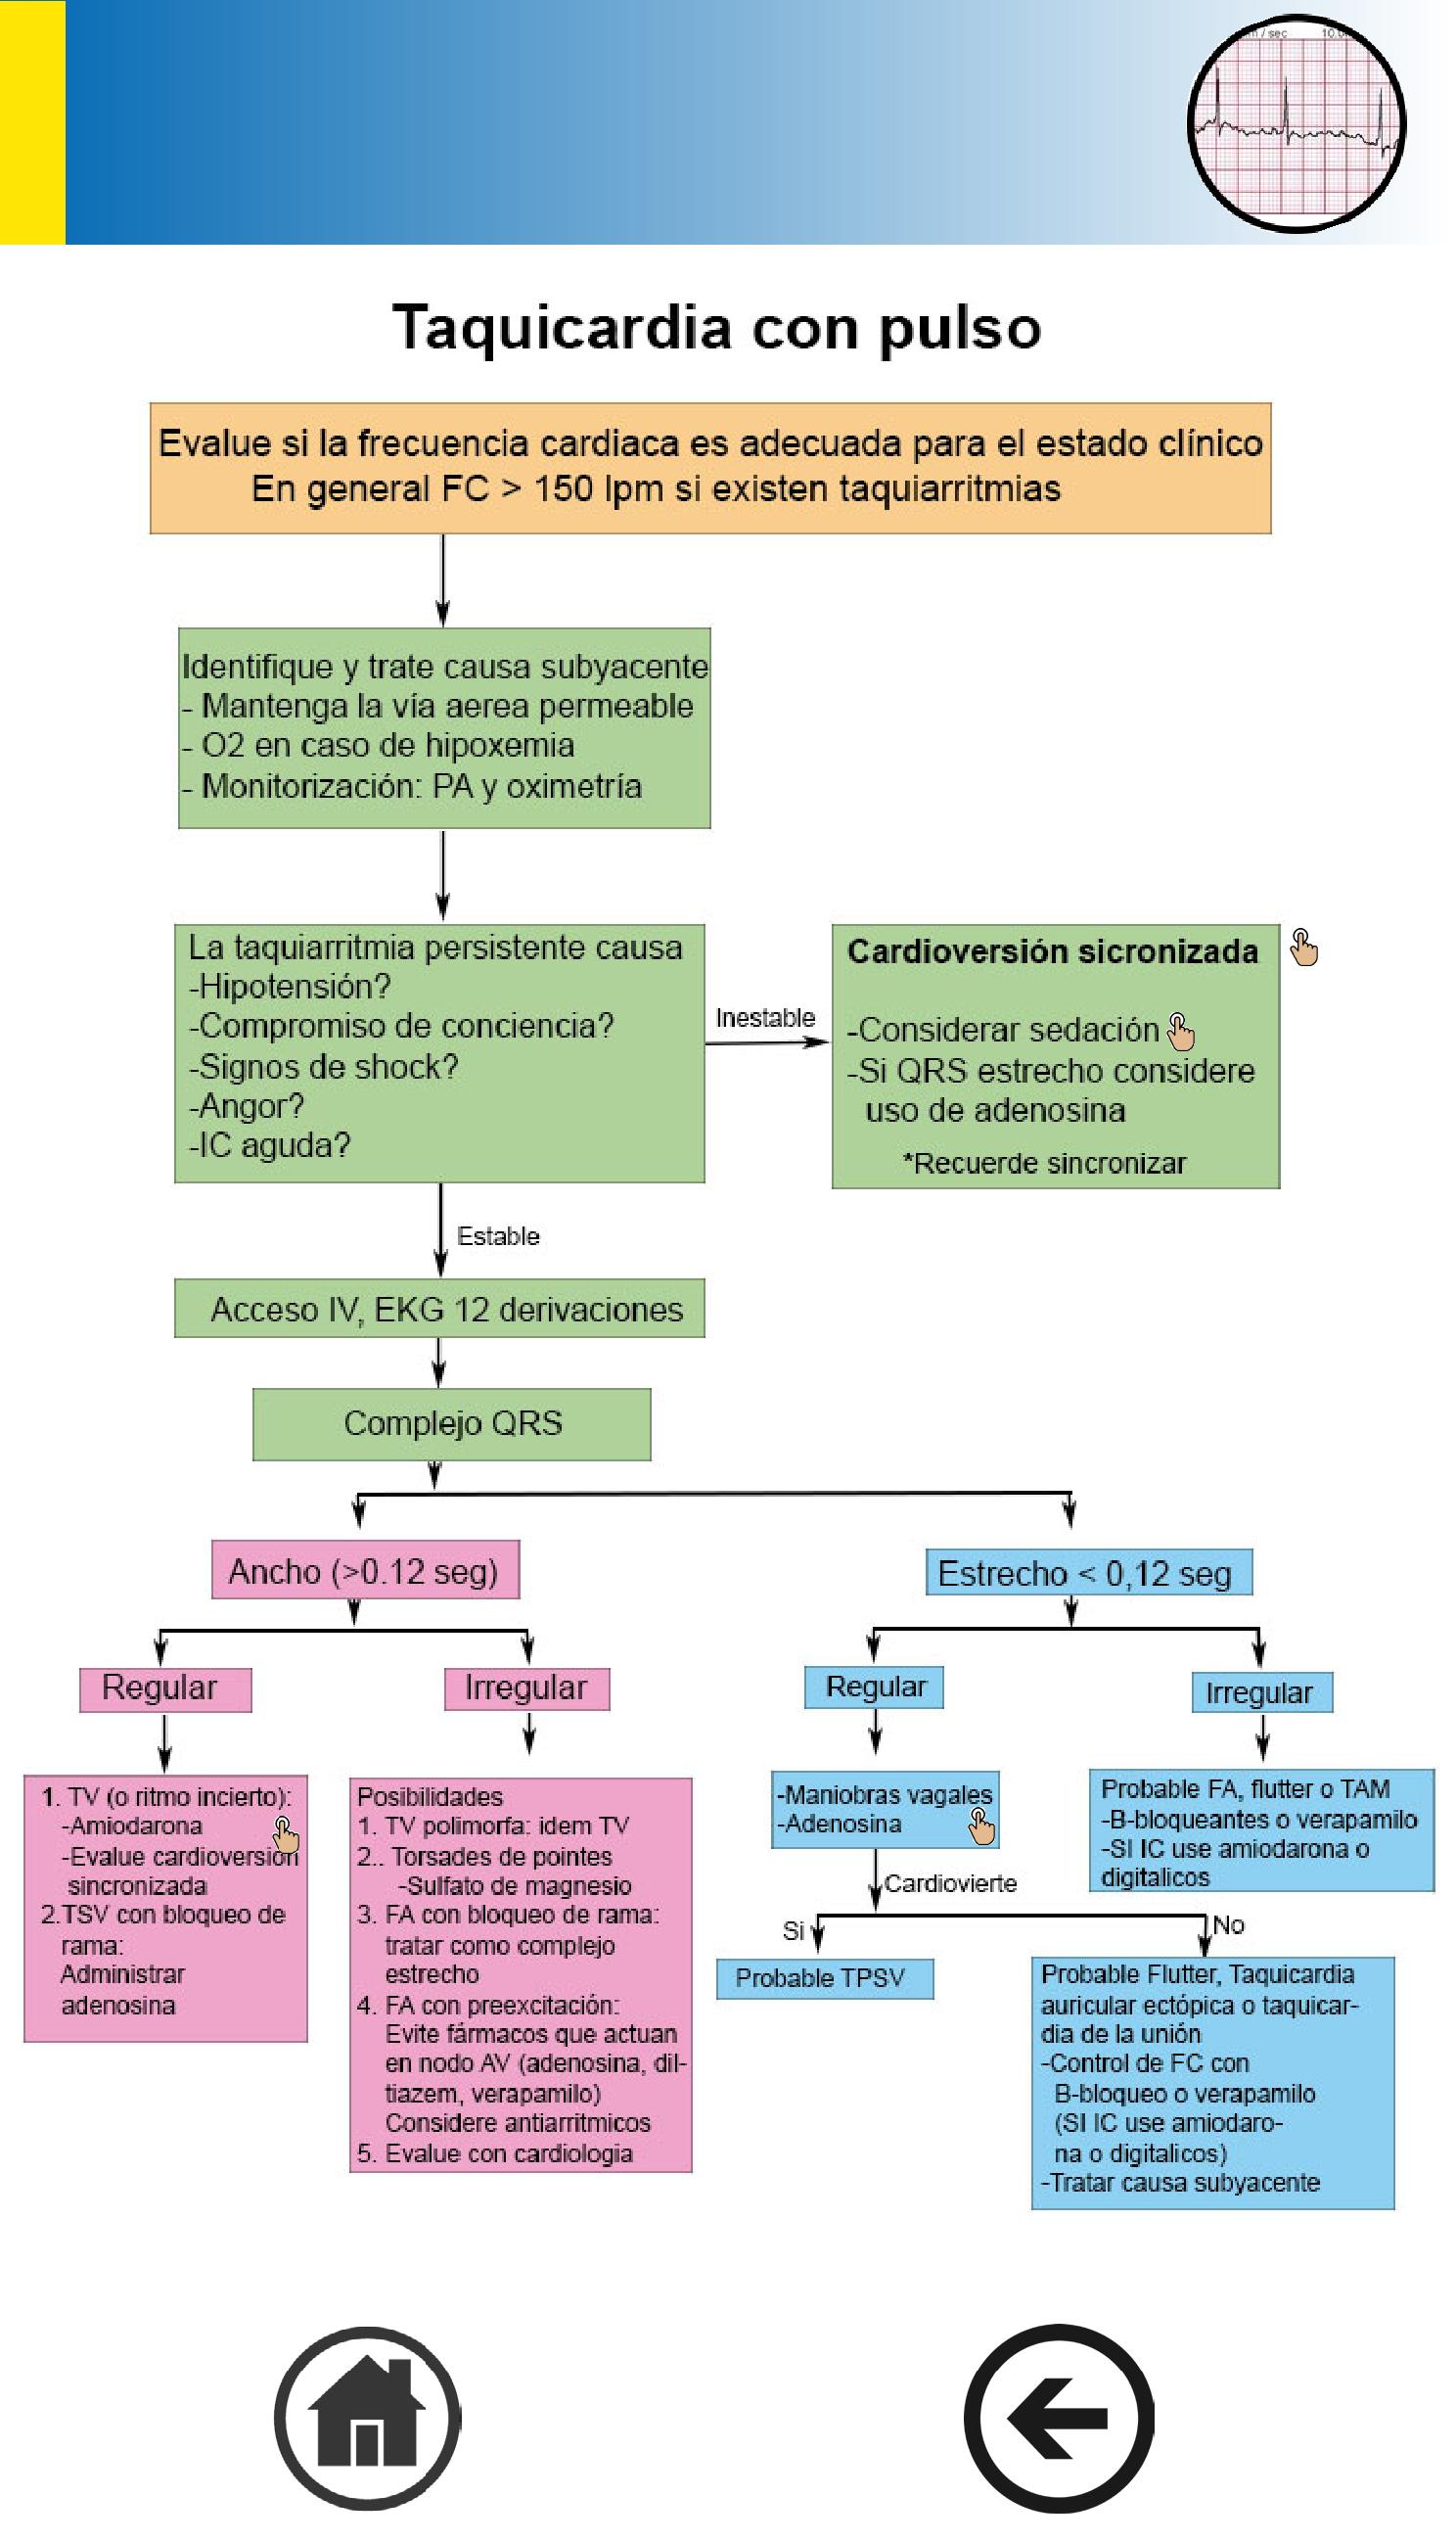 Taquicardia con pulso
Evalue si la frecuencia cardiaca es adecuada para el estado clínico
En general FC > 150 lpm si existen taquiarritmias
Identifique y trate causa subyacente
- Mantenga la vía aerea permeable
- O2 en caso de hipoxemia
- Monitorización: PA y oximetría
La taquiarritmia persistente causa
-Hipotensión?
-Compromiso de conciencia?
-Signos de shock?
-Angor?
-IC aguda?
Inestable
Cardioversión sicronizada
-Considerar sedación
-Si QRS estrecho considere
uso de adenosina
*Recuerde sincronizar
Estable
Acceso IV, EKG 12 derivaciones
Complejo QRS
Ancho (>0.12 seg)
Regular
1. TV (o ritmo incierto):
-Amiodarona
-Evalue cardioversión
sincronizada
2.TSV con bloqueo de
rama:
Administrar
adenosina
Irregular
Posibilidades
1. TV polimorfa: idem TV
2.. Torsades de pointes
-Sulfato de magnesio
3. FA con bloqueo de rama:
tratar como complejo
estrecho
4. FA con preexcitación:
Evite fármacos que actuan
en nodo AV (adenosina, dil-
tiazem, verapamilo)
Considere antiarritmicos
5. Evalue con cardiologia
Estrecho < 0,12 seg
Regular
-Maniobras vagales
-Adenosina
Cardiovierte
Si
Probable TPSV
No
Probable Flutter, Taquicardia
auricular ectópica o taquicar-
dia de la unión
-Control de FC con
B-bloqueo o verapamilo
(SI IC use amiodaro-
na o digitalicos)
-Tratar causa subyacente
Irregular
Probable FA, flutter o TAM
-B-bloqueantes o verapamilo
-SI IC use amiodarona o
digitalicos